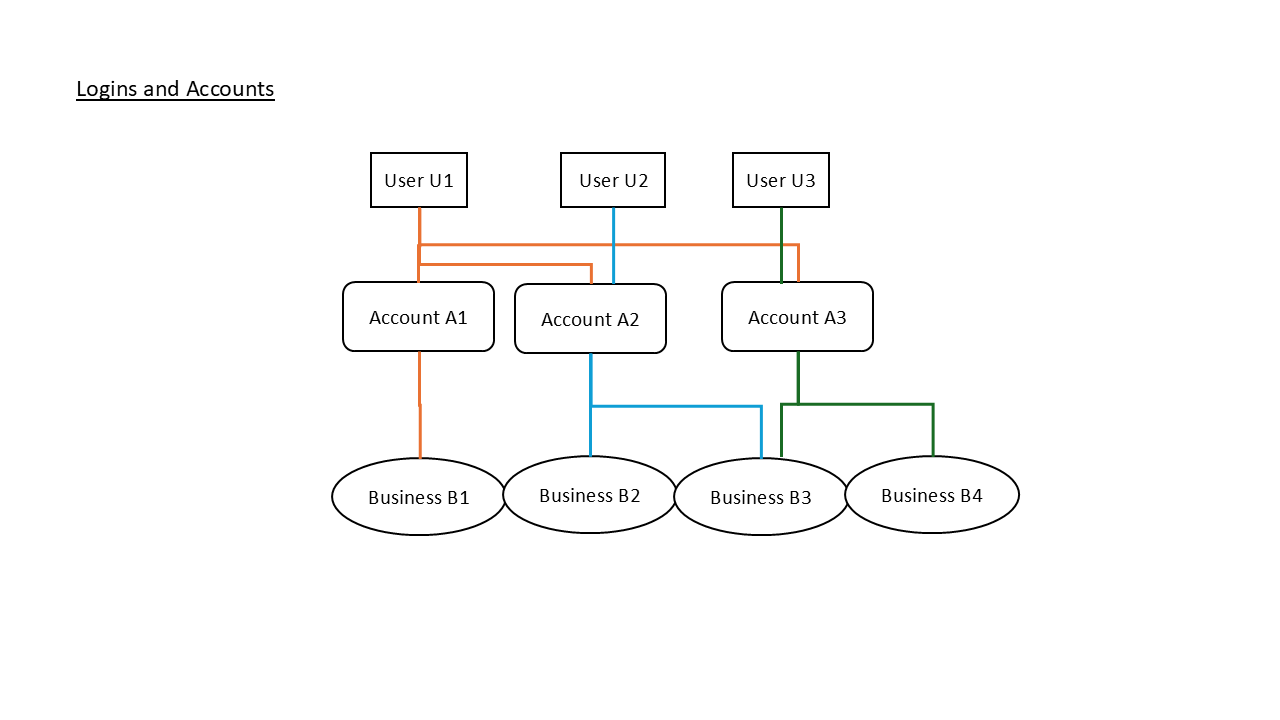 Logins and Accounts
User U1
User U2
User U3
Account A1
Account A2
Account A3
Business B1
Business B2
Business B3
Business B4